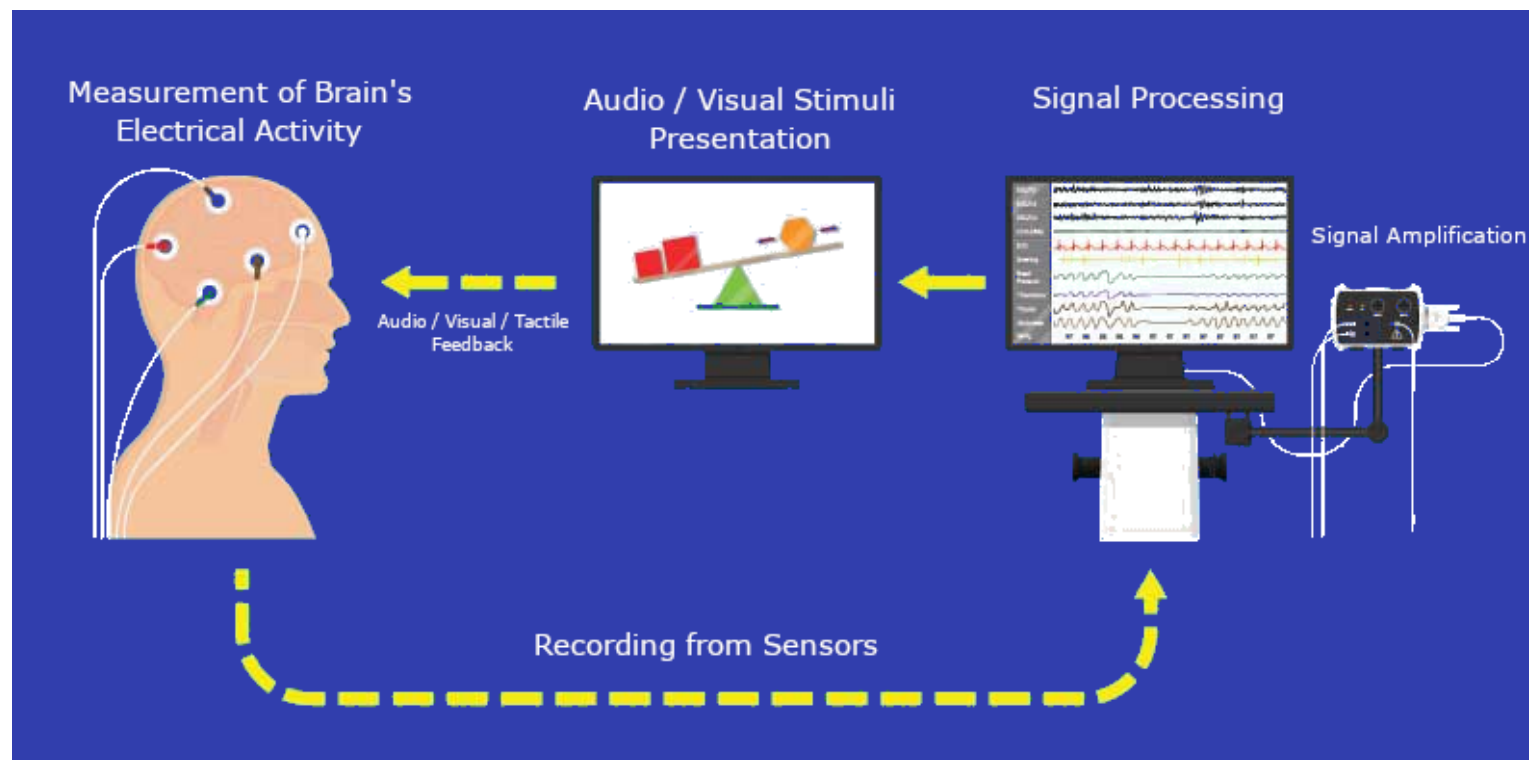 Measurement of Brain's
Electrical Activity
Audio / Visual Stimuli
Presentation
Signal Processing
Signal Amplification
Audio / Visual / Tactile
Feedback
Recording from Sensors